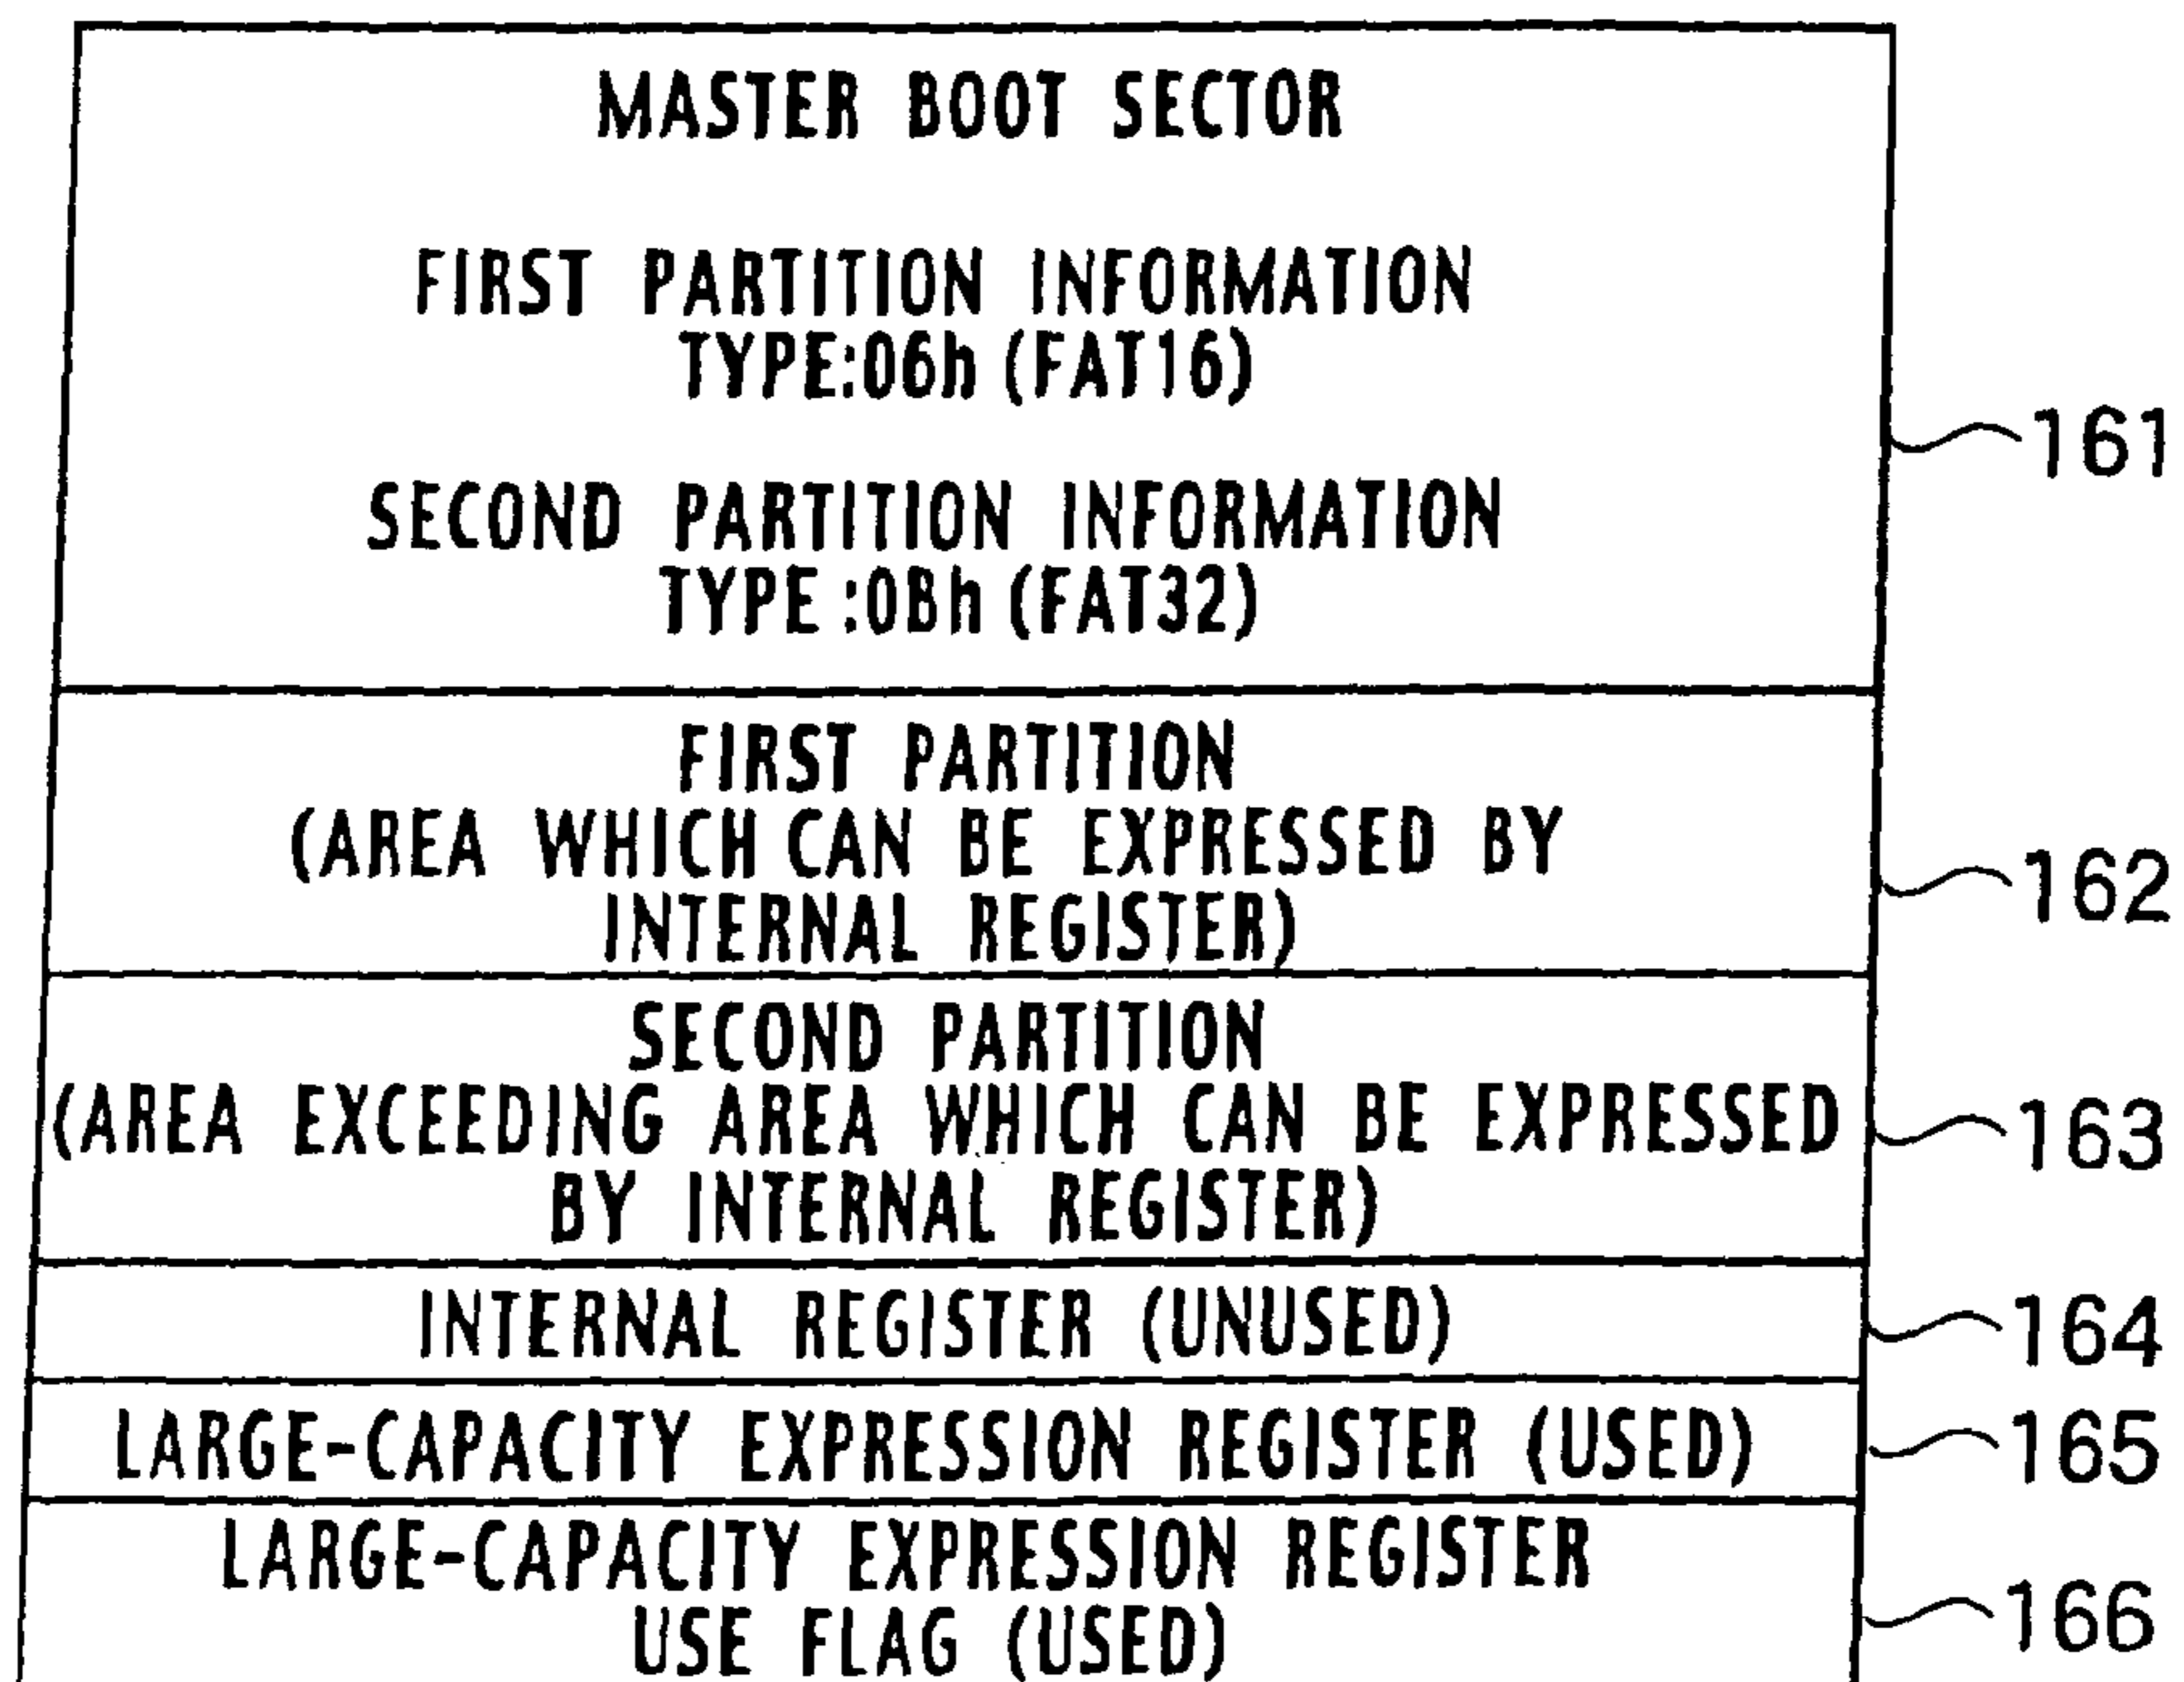 MASTER BOOT SECTOR
FIRST PARTITION INFORMATION
TYPE:06h (FAT16)
161
SECOND PARTITION INFORMATION
TYPE:0Bh (FAT32)
FIRST PARTITION
(AREA WHICH CAN BE EXPRESSED BY
162
INTERNAL REGISTER)
SECOND PARTITION
(AREA EXCEEDING AREA WHICH CAN BE EXPRESSED
163
BY INTERNAL REGISTER)
INTERNAL REGISTER (UNUSED)
164
LARGE-CAPACITY EXPRESSION REGISTER (USED)
165
LARGE-CAPACITY EXPRESSION REGISTER
USE FLAG (USED)
166